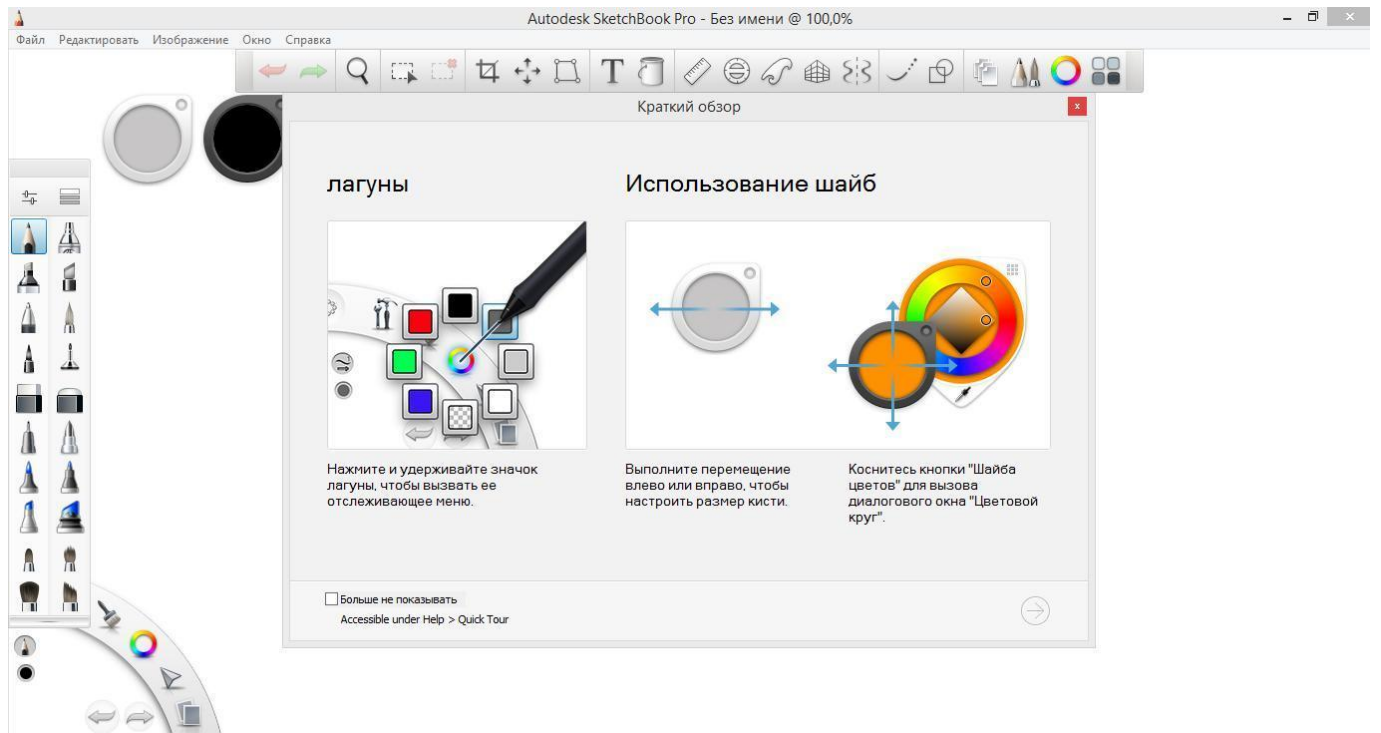 Autodesk SketchBook Pro - Без имени @ 100,0%
Файл Редактировать Изображение Окно Справка
Краткий обзор
лагуны
Использование шайб
Нажмите и удерживайте значок
лагуны, чтобы вызвать ее
отслеживающее меню.
Выполните перемещение
влево или вправо, чтобы
настроить размер кисти.
Коснитесь кнопки "Шайба
цветов" для вызова
диалогового окна "Цветовой
круг".
Больше не показывать
Accessible under Help > Quick Tour